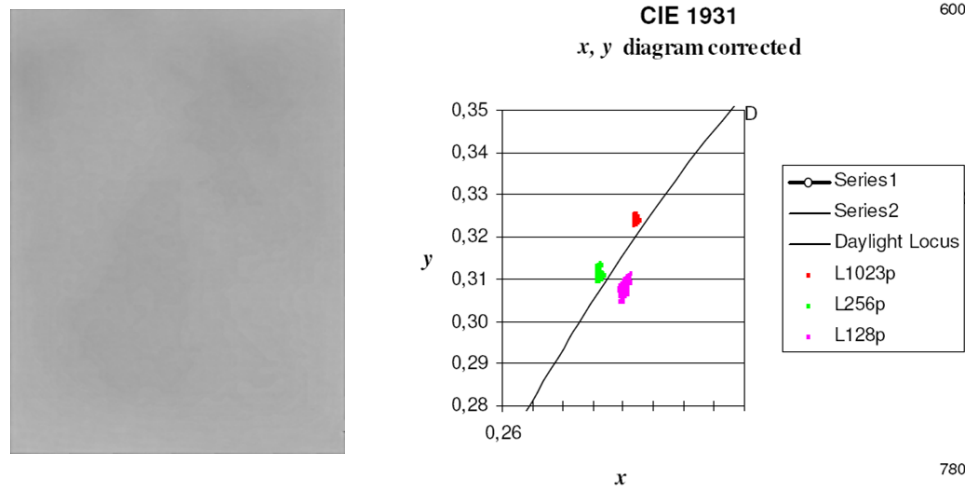 CIE 1931
x, y diagram corrected
600
0,35
0,34
0,33
0,32
0,31
0,30
0,29
0,28
0,26
y
x
D
Series1
Series2
Daylight Locus
L1023p
L256p
L128p
780